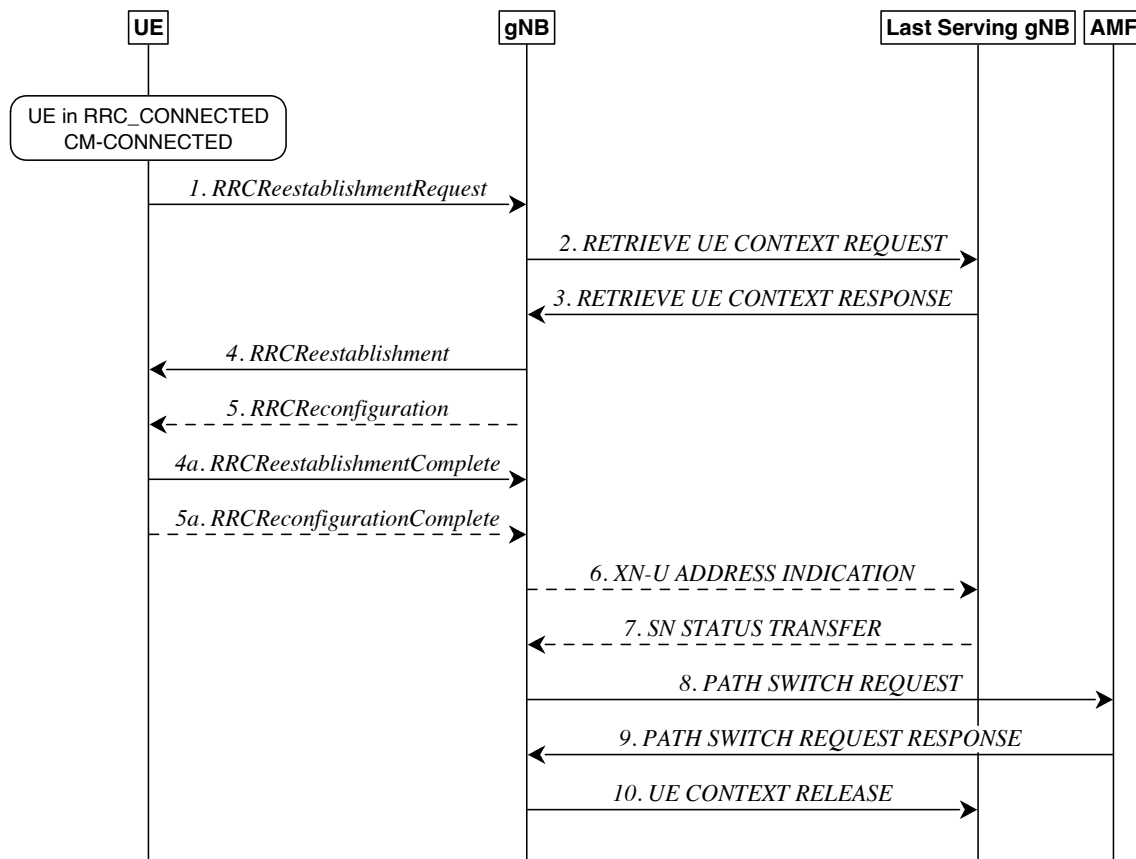 UE
gNB
Last Serving gNB
AMF
UE in RRC_CONNECTED
CM-CONNECTED
1. RRCReestablishmentRequest
2. RETRIEVE UE CONTEXT REQUEST
3. RETRIEVE UE CONTEXT RESPONSE
4. RRCReestablishment
5. RRCReconfiguration
4a. RRCReestablishmentComplete
5a. RRCReconfigurationComplete
6. XN-U ADDRESS INDICATION
7. SN STATUS TRANSFER
8. PATH SWITCH REQUEST
9. PATH SWITCH REQUEST RESPONSE
10. UE CONTEXT RELEASE